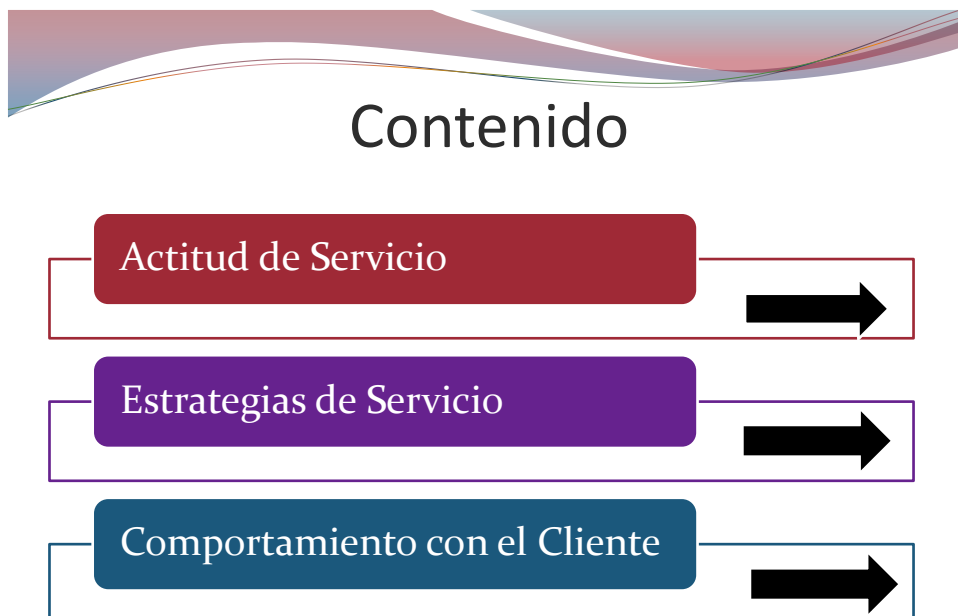 Contenido
Actitud de Servicio
Estrategias de Servicio
Comportamiento con el Cliente